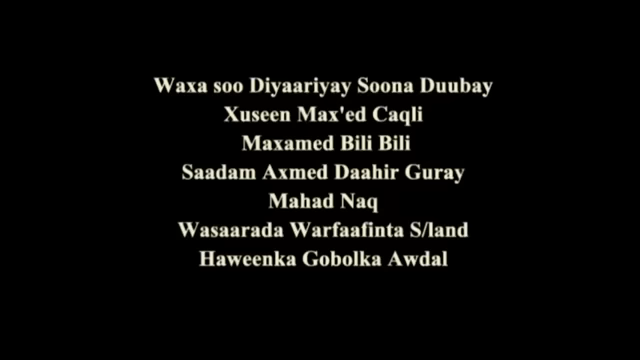 Waxa soo Diyaariyay Soona Duubay
Xuseen Max'ed Caqli
Maxamed Bili Bili
Saadam Axmed Daahir Guray
Mahad Naq
Wasaarada Warfaafinta S/land
Haweenka Gobolka Awdal